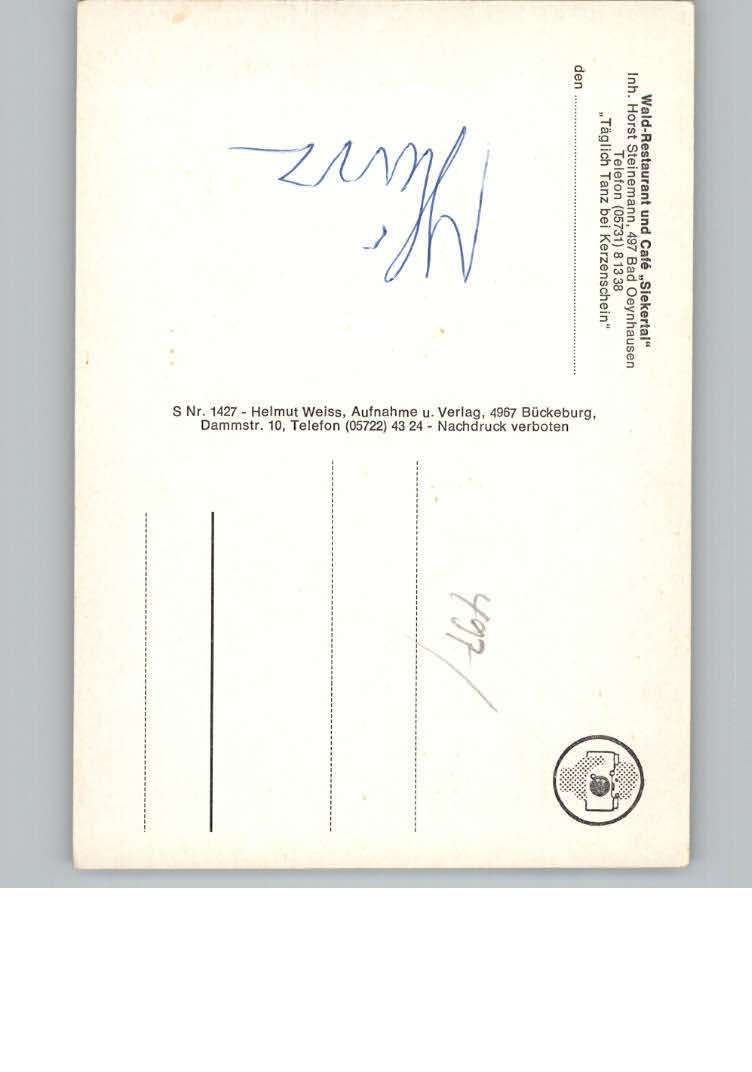 Wald-Restaurant und Café „Siekertal“
Inh. Horst Steinemann, 497 Bad Oeynhausen
Telefon (05731) 8 13 38
„Täglich Tanz bei Kerzenschein“
den
S Nr. 1427 - Helmut Weiss, Aufnahme u. Verlag, 4967 Bückeburg,
Dammstr. 10, Telefon (05722) 43 24 - Nachdruck verboten
497